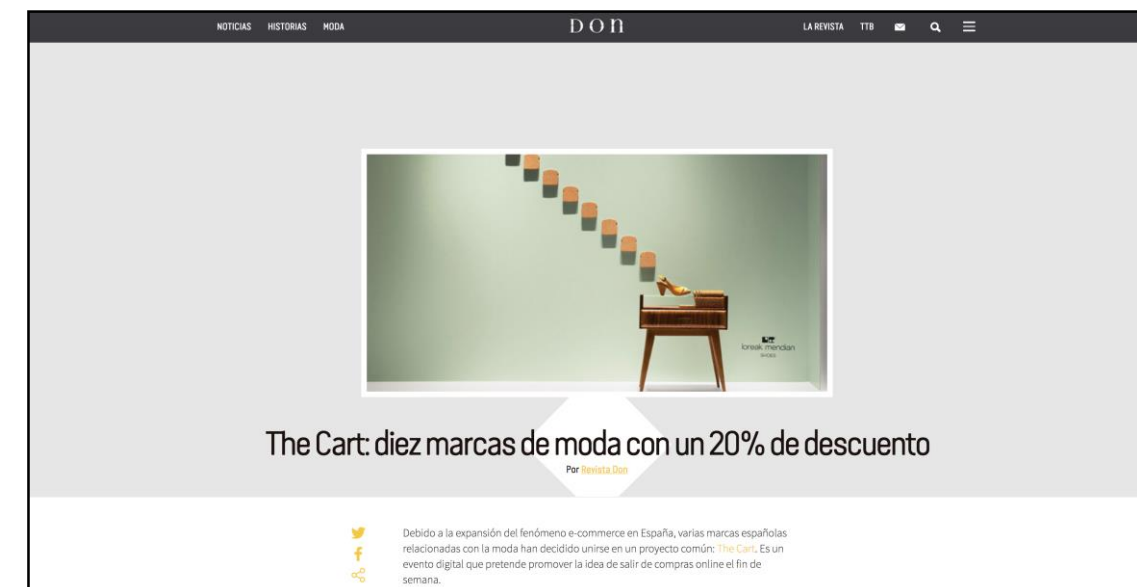 NOTICIAS HISTORIAS MODA DON LA REVISTA TTB
loreak mendian
SHOES
The Cart: diez marcas de moda con un 20% de descuento
Por Revista Don
Debido a la expansión del fenómeno e-commerce en España, varias marcas españolas
relacionadas con la moda han decidido unirse en un proyecto común: The Cart. Es un
evento digital que pretende promover la idea de salir de compras online el fin de
semana.